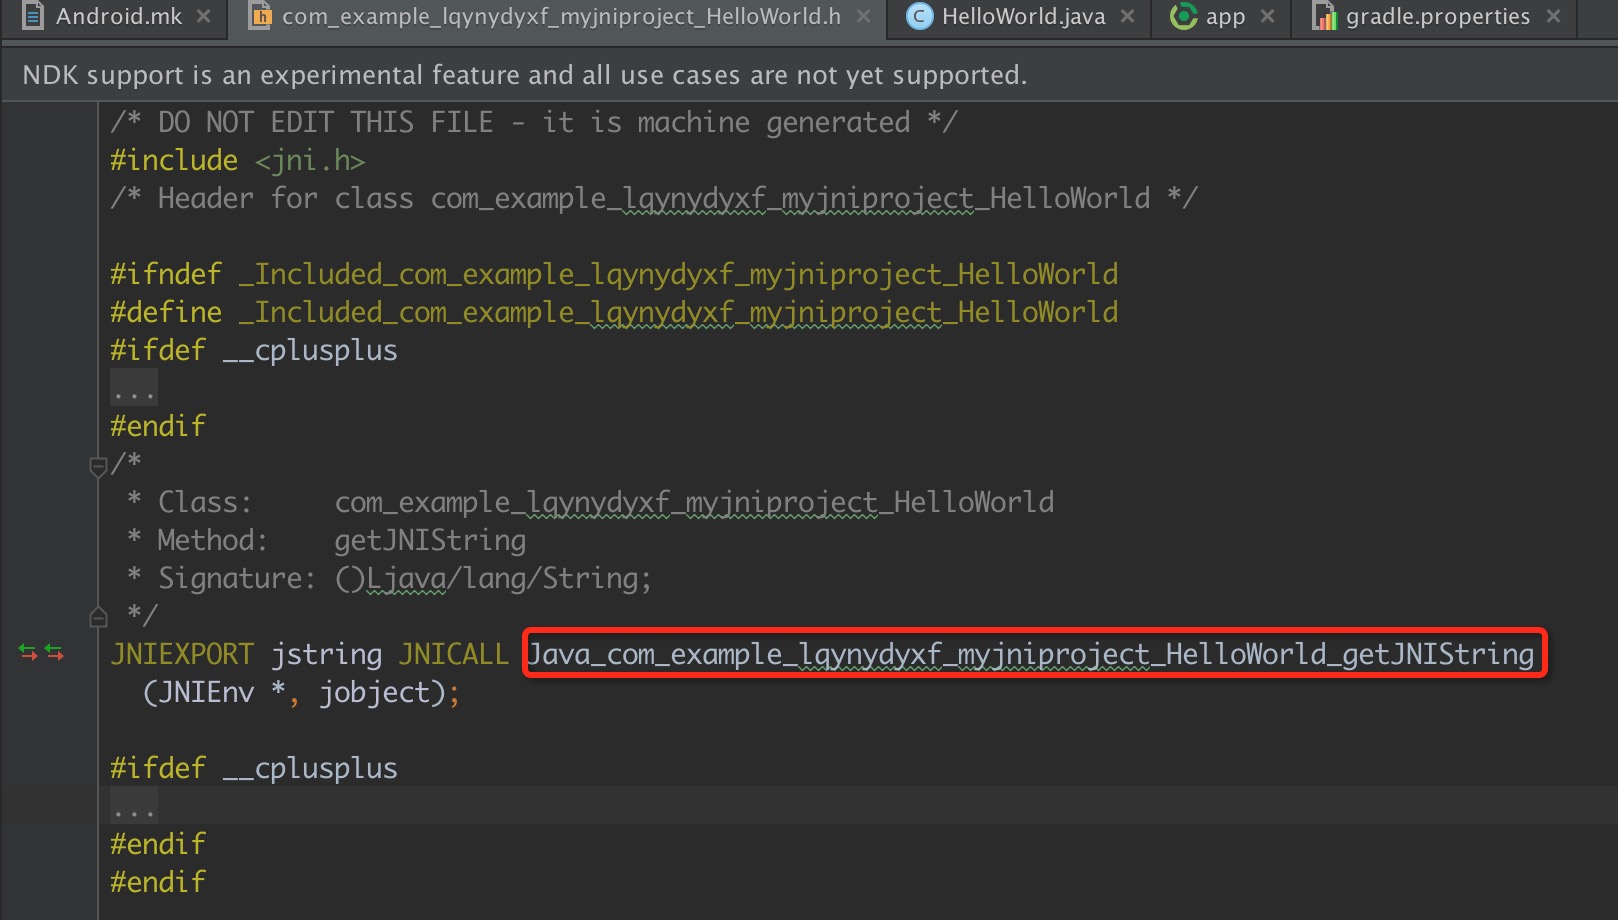 Android.mk com_example_lqynydyxf_myjniproject_HelloWorld.h HelloWorld.java app gradle.properties
NDK support is an experimental feature and all use cases are not yet supported.
/* DO NOT EDIT THIS FILE - it is machine generated */
#include <jni.h>
/* Header for class com_example_lqynydyxf_myjniproject_HelloWorld */
#ifndef _Included_com_example_lqynydyxf_myjniproject_HelloWorld
#define _Included_com_example_lqynydyxf_myjniproject_HelloWorld
#ifdef __cplusplus
...
#endif
/*
 * Class:     com_example_lqynydyxf_myjniproject_HelloWorld
 * Method:    getJNIString
 * Signature: ()Ljava/lang/String;
 */
JNIEXPORT jstring JNICALL Java_com_example_lqynydyxf_myjniproject_HelloWorld_getJNIString
  (JNIEnv *, jobject);
#ifdef __cplusplus
...
#endif
#endif